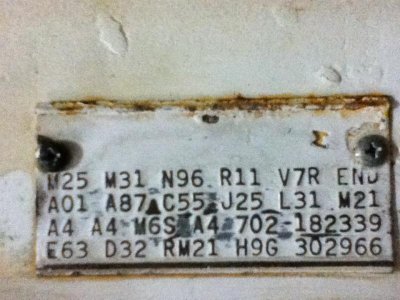 M25 M31 N96 R11 V7R END
A01 A87 C55 J25 L31 M21
A4 A4 M6S A4 702-182339
E63 D32 RM21 H9G 302966